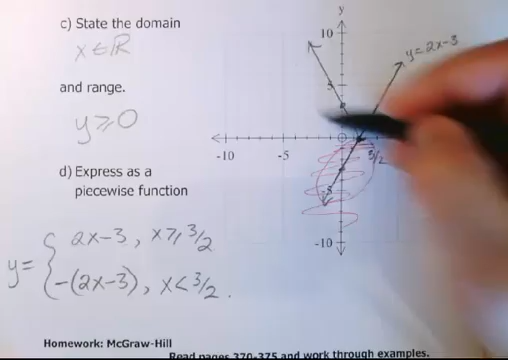 c) State the domain
x ∈ ℝ
and range.
y ≥ 0
d) Express as a
piecewise function
y = { 2x-3 , x ≥ 3/2
-(2x-3) , x < 3/2 .
y
10
y=2x-3
5
-10
-5
0
3/2
-10
Homework: McGraw-Hill
Read pages 370-375 and work through examples.